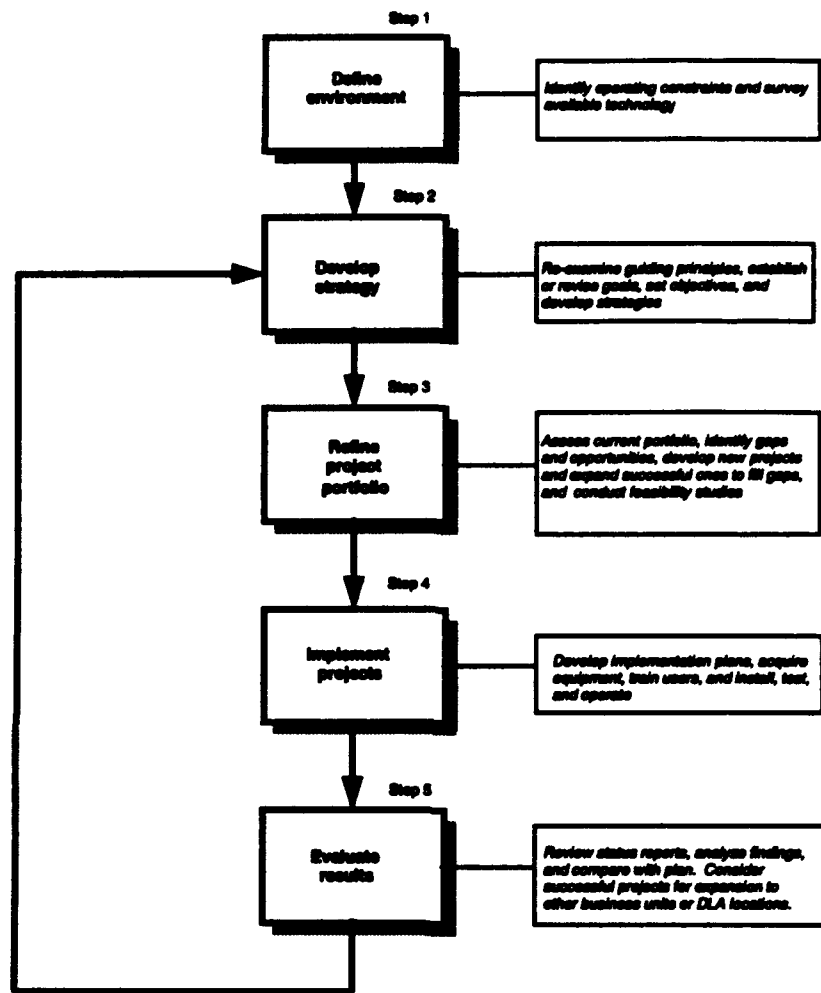 Step 1
Define
environment
Identify operating constraints and survey
available technology
Step 2
Develop
strategy
Re-examine guiding principles, establish
or revise goals, set objectives, and
develop strategies
Step 3
Refine
project
portfolio
Assess current portfolio, identify gaps
and opportunities, develop new projects
and expand successful ones to fill gaps,
and conduct feasibility studies
Step 4
Implement
projects
Develop implementation plans, acquire
equipment, train users, and install, test,
and operate
Step 5
Evaluate
results
Review status reports, analyze findings,
and compare with plan. Consider
successful projects for expansion to
other business units or DLA locations.